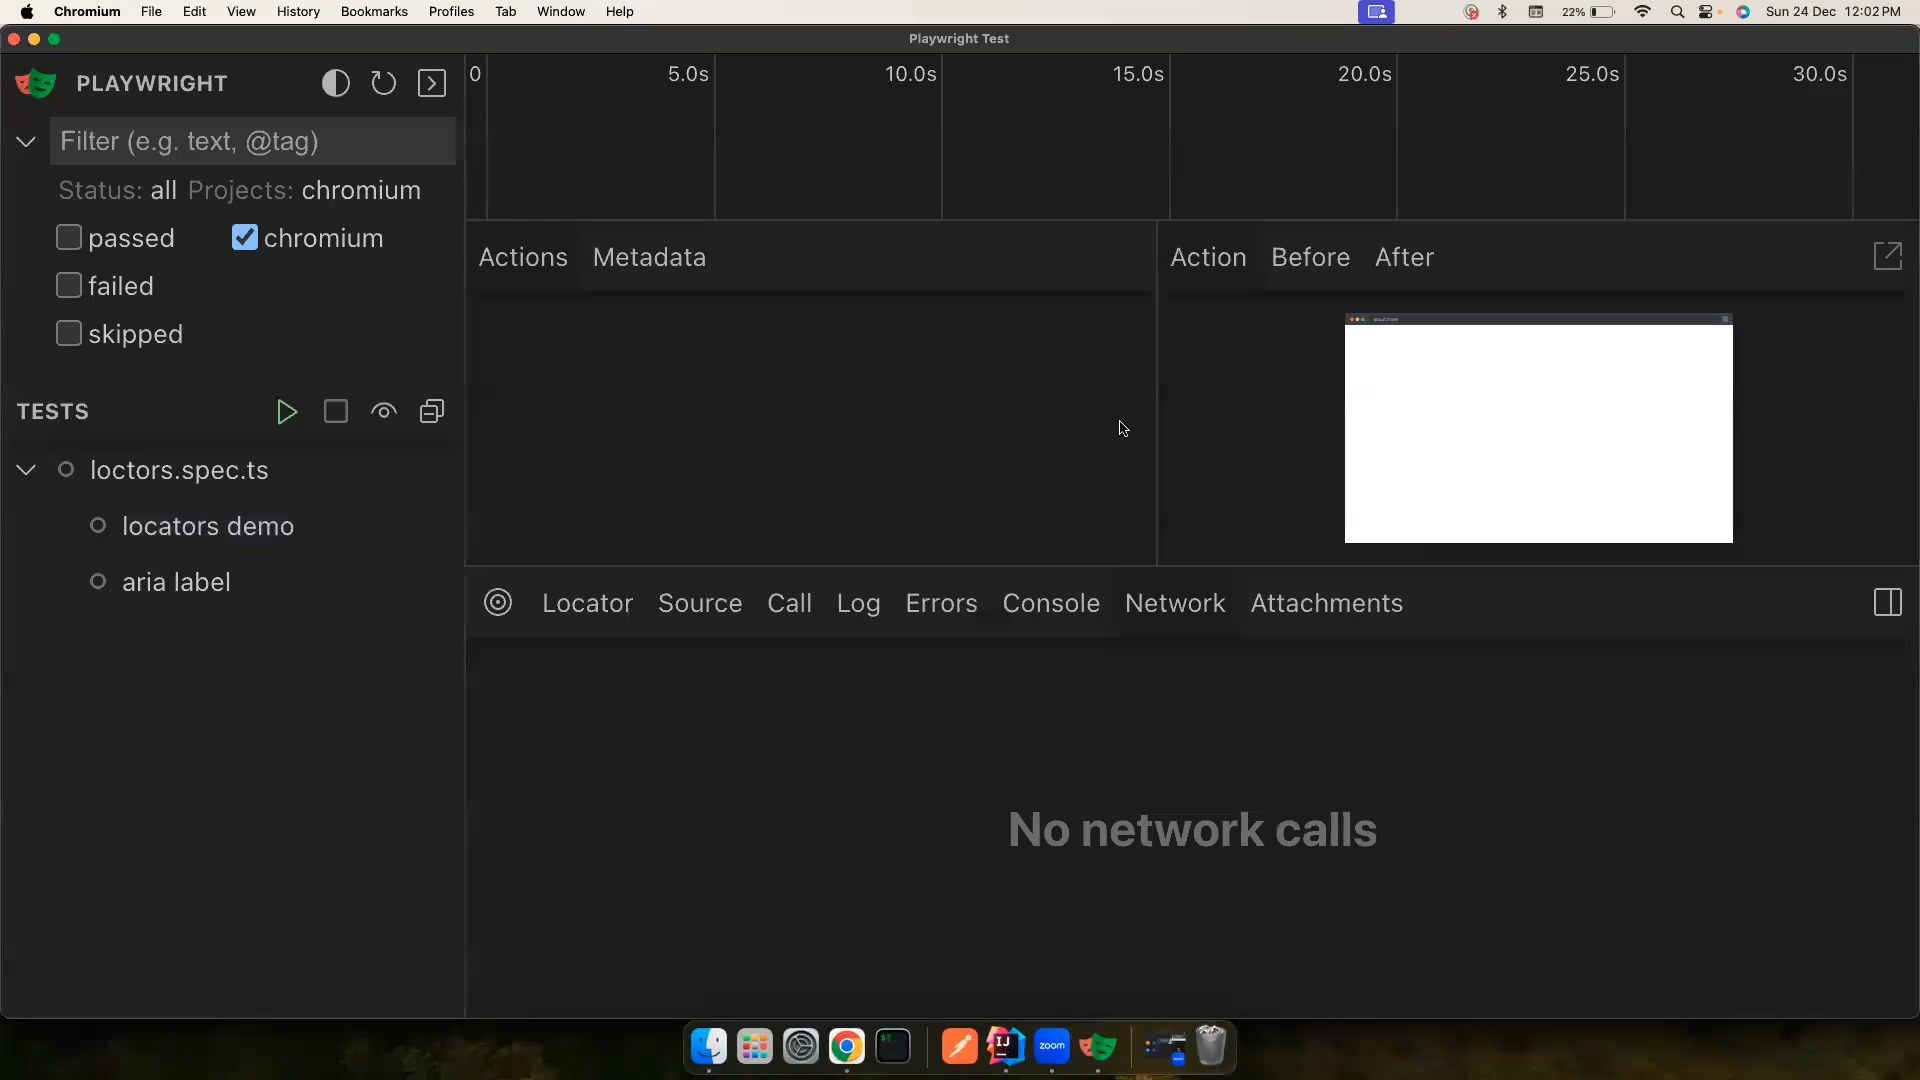 Chromium File Edit View History Bookmarks Profiles Tab Window Help 22% Sun 24 Dec 12:02 PM
Playwright Test
PLAYWRIGHT
0 5.0s 10.0s 15.0s 20.0s 25.0s 30.0s
Filter (e.g. text, @tag)
Status: all Projects: chromium
passed chromium
failed
skipped
Actions Metadata
Action Before After
TESTS
loctors.spec.ts
locators demo
aria label
Locator Source Call Log Errors Console Network Attachments
No network calls
IJ
zoom